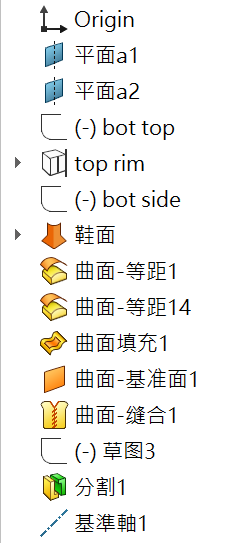 Origin
平面a1
平面a2
(-) bot top
top rim
(-) bot side
鞋面
曲面-等距1
曲面-等距14
曲面填充1
曲面-基准面1
曲面-缝合1
(-) 草图3
分割1
基準軸1